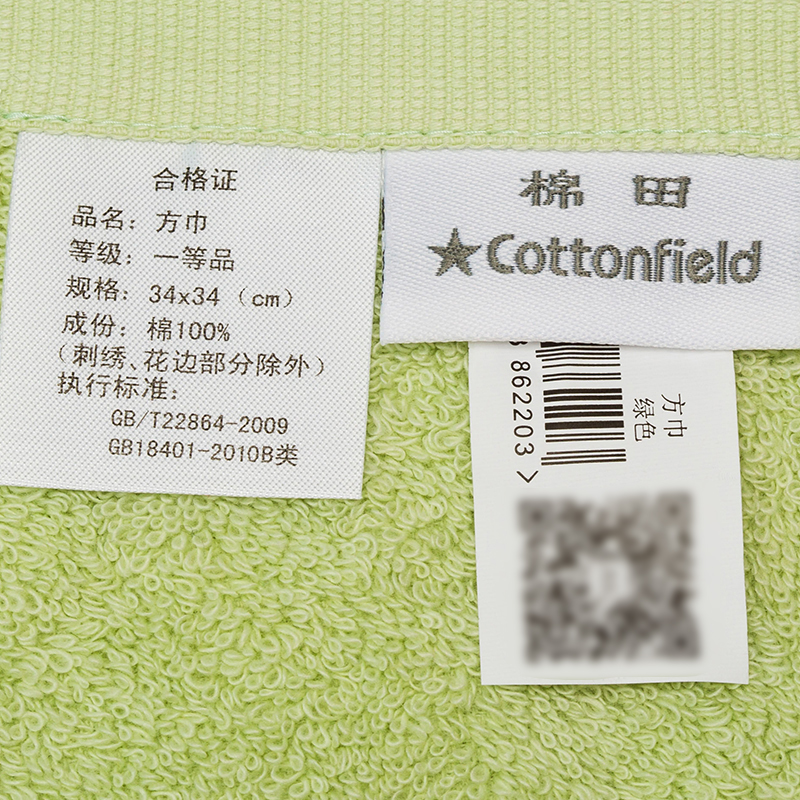 合格证
品名：方巾
等级：一等品
规格：34x34（cm）
成份：棉100%
（刺绣、花边部分除外）
执行标准：
GB/T22864-2009
GB18401-2010B类
棉 田
★Cottonfield
862203 >
方巾
绿色